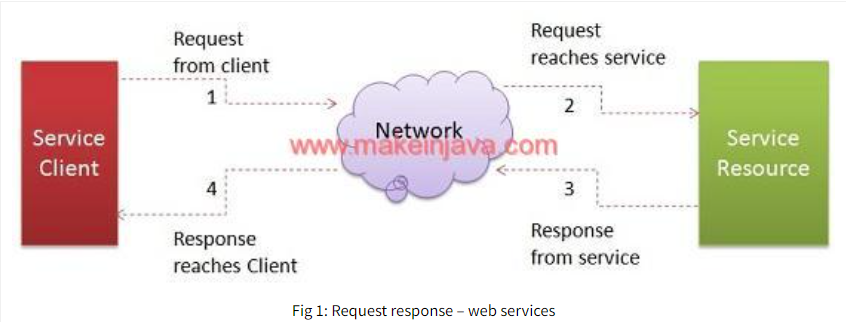 Request
from client
1
Request
reaches service
2
Service
Client
Network
www.makeinjava.com
Service
Resource
4
3
Response
reaches Client
Response
from service
Fig 1: Request response – web services